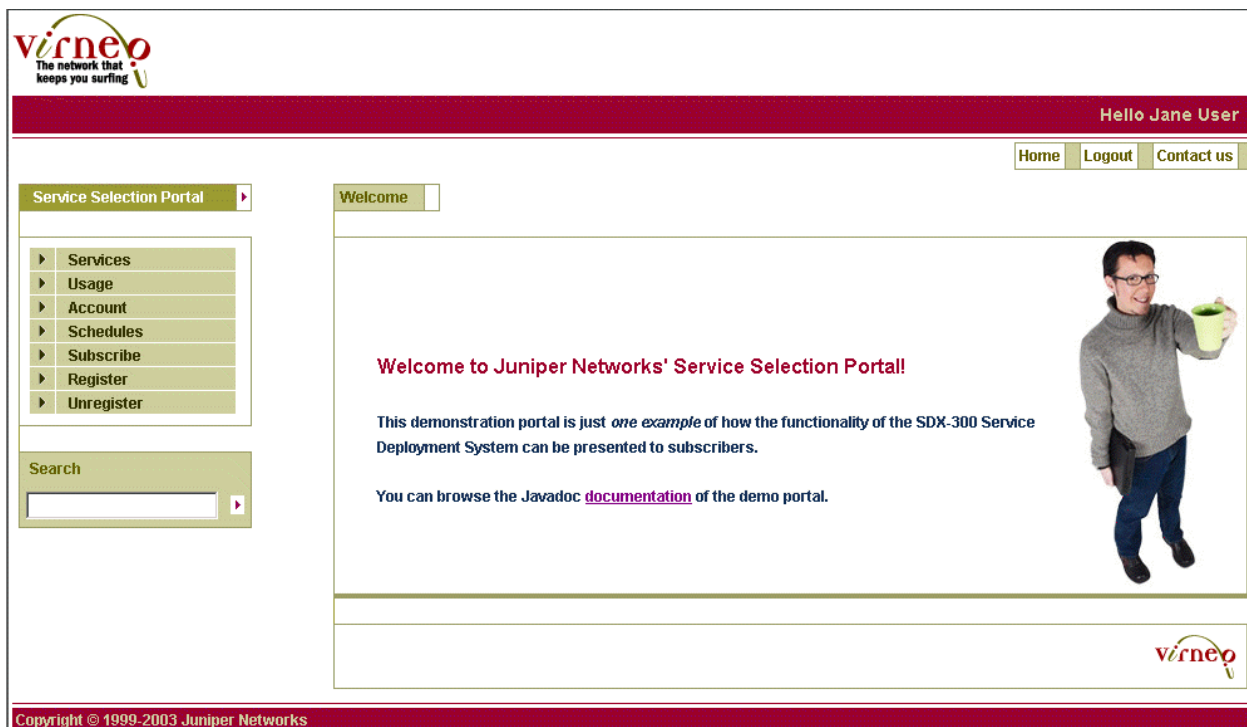 Virneo
The network that
keeps you surfing
Hello Jane User
Home Logout Contact us
Service Selection Portal
Welcome
Services
Usage
Account
Schedules
Subscribe
Register
Unregister
Search
Welcome to Juniper Networks' Service Selection Portal!
This demonstration portal is just one example of how the functionality of the SDX-300 Service
Deployment System can be presented to subscribers.
You can browse the Javadoc documentation of the demo portal.
virneo
Copyright © 1999-2003 Juniper Networks